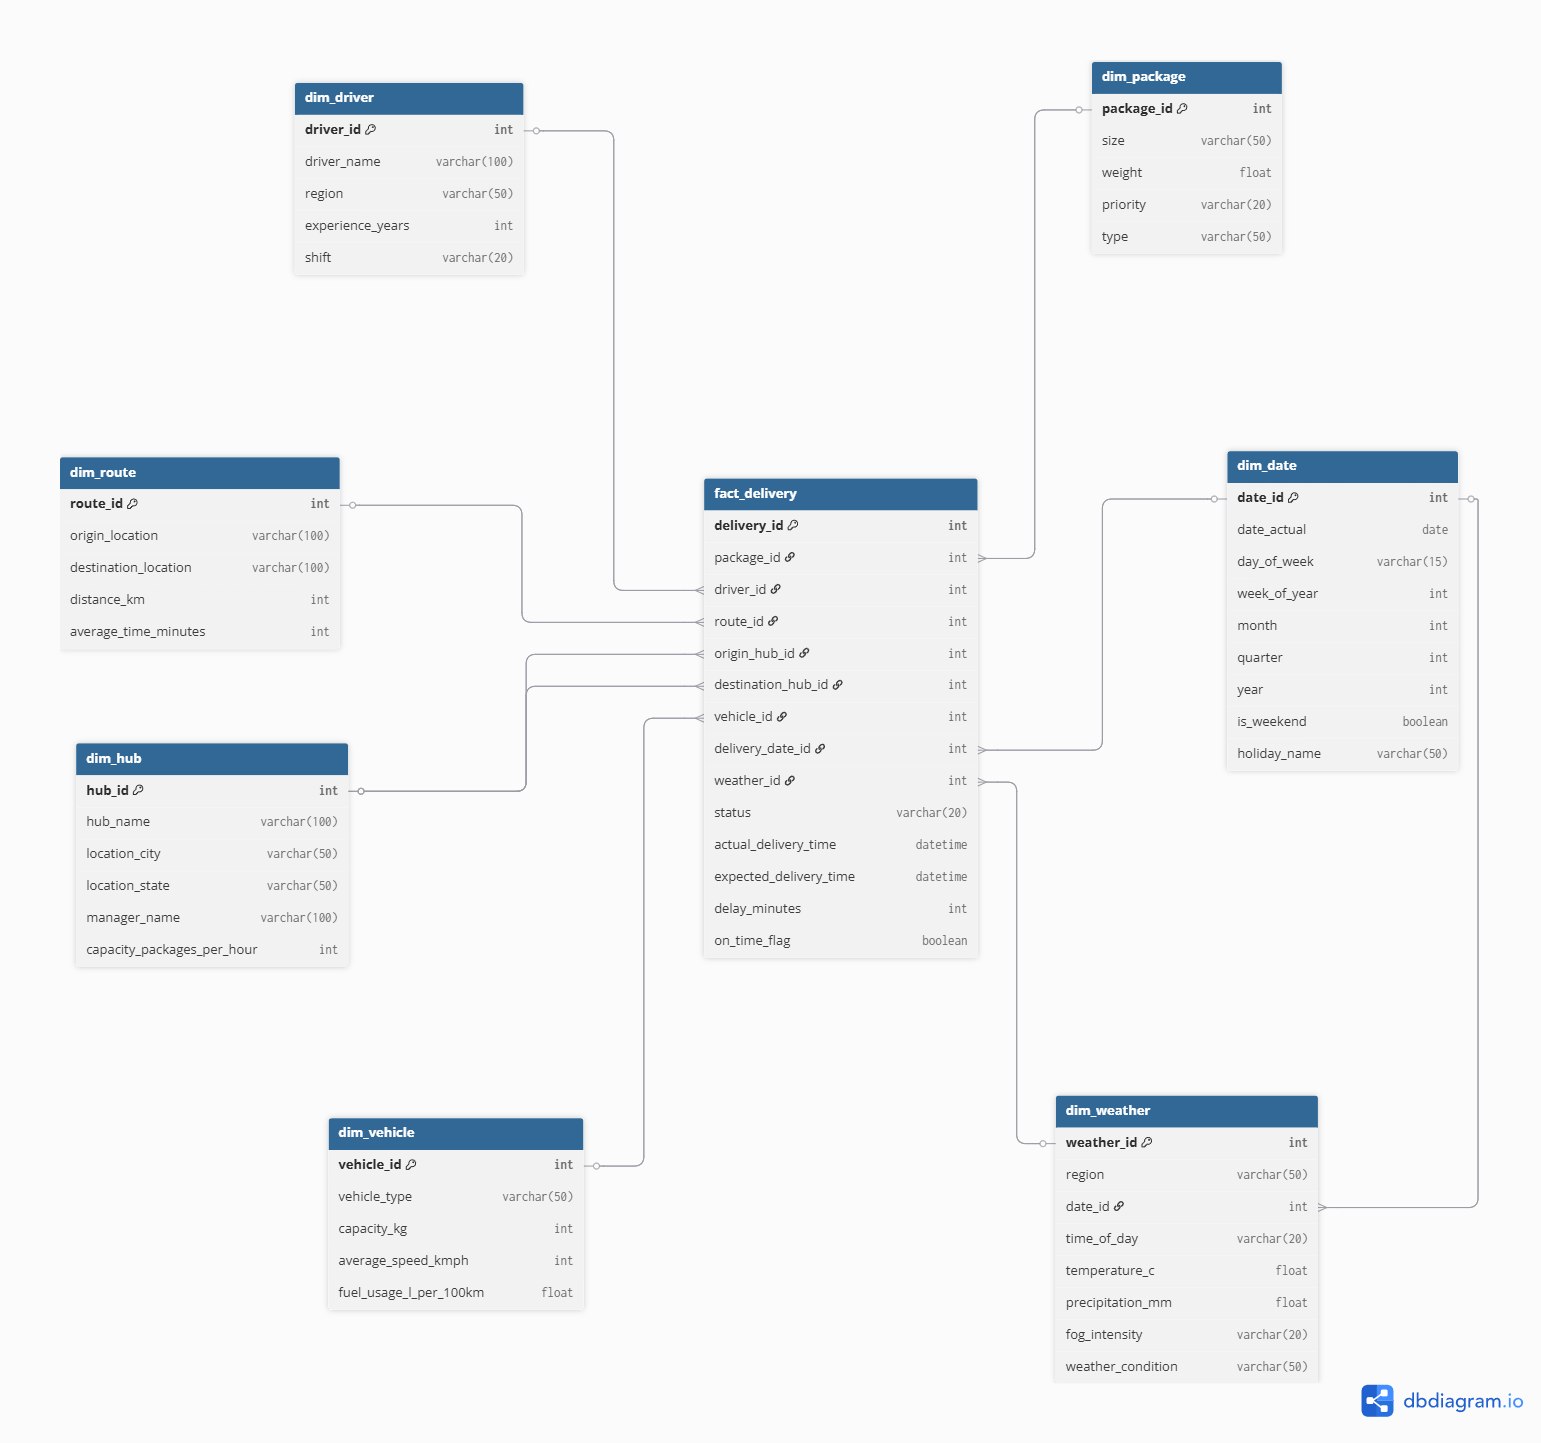 dim_driver
driver_id int
driver_name varchar(100)
region varchar(50)
experience_years int
shift varchar(20)
dim_package
package_id int
size varchar(50)
weight float
priority varchar(20)
type varchar(50)
dim_route
route_id int
origin_location varchar(100)
destination_location varchar(100)
distance_km int
average_time_minutes int
fact_delivery
delivery_id int
package_id int
driver_id int
route_id int
origin_hub_id int
destination_hub_id int
vehicle_id int
delivery_date_id int
weather_id int
status varchar(20)
actual_delivery_time datetime
expected_delivery_time datetime
delay_minutes int
on_time_flag boolean
dim_date
date_id int
date_actual date
day_of_week varchar(15)
week_of_year int
month int
quarter int
year int
is_weekend boolean
holiday_name varchar(50)
dim_hub
hub_id int
hub_name varchar(100)
location_city varchar(50)
location_state varchar(50)
manager_name varchar(100)
capacity_packages_per_hour int
dim_vehicle
vehicle_id int
vehicle_type varchar(50)
capacity_kg int
average_speed_kmph int
fuel_usage_l_per_100km float
dim_weather
weather_id int
region varchar(50)
date_id int
time_of_day varchar(20)
temperature_c float
precipitation_mm float
fog_intensity varchar(20)
weather_condition varchar(50)
dbdiagram.io